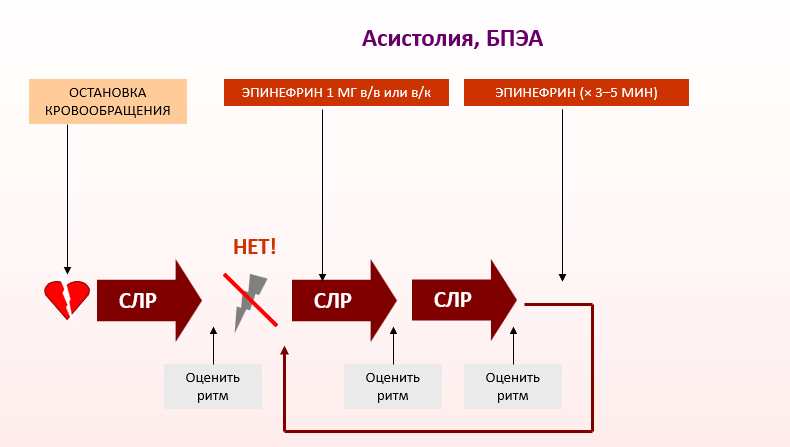 Асистолия, БПЭА
ОСТАНОВКА
КРОВООБРАЩЕНИЯ
ЭПИНЕФРИН 1 МГ в/в или в/к
ЭПИНЕФРИН (× 3–5 МИН)
НЕТ!
СЛР
СЛР
СЛР
Оценить
ритм
Оценить
ритм
Оценить
ритм